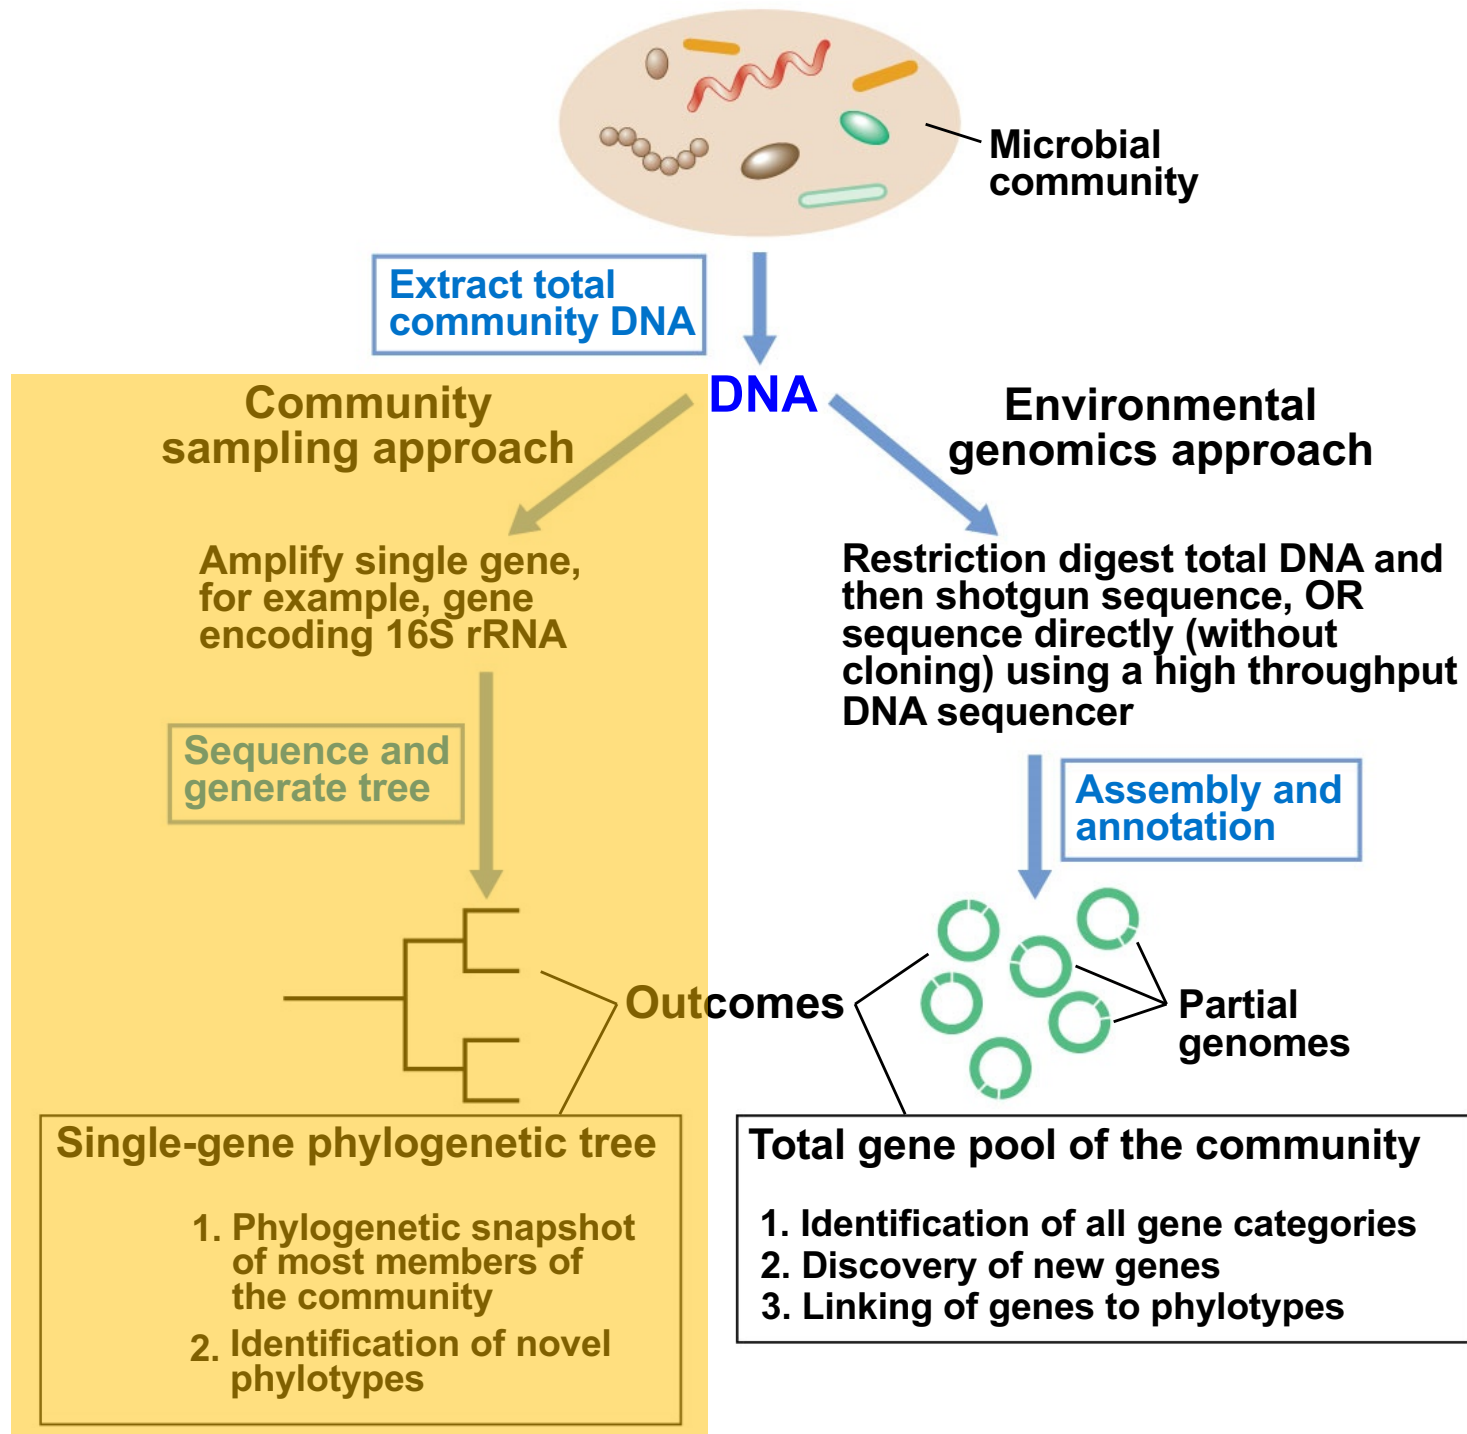 Microbial
community
Extract total
community DNA
DNA
Community
sampling approach
Amplify single gene,
for example, gene
encoding 16S rRNA
Sequence and
generate tree
Environmental
genomics approach
Restriction digest total DNA and
then shotgun sequence, OR
sequence directly (without
cloning) using a high throughput
DNA sequencer
Assembly and
annotation
Outcomes
Partial
genomes
Single-gene phylogenetic tree
1. Phylogenetic snapshot
of most members of
the community
2. Identification of novel
phylotypes
Total gene pool of the community
1. Identification of all gene categories
2. Discovery of new genes
3. Linking of genes to phylotypes